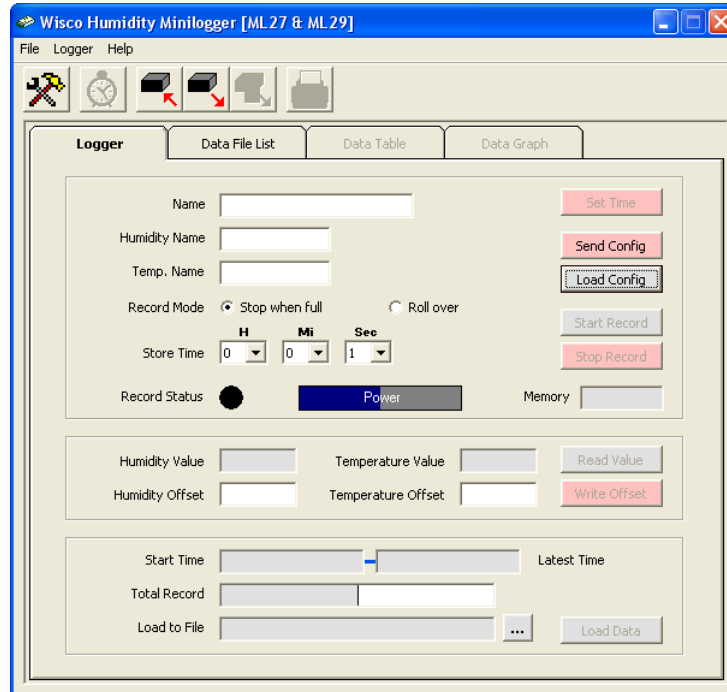 Wisco Humidity Minilogger [ML27 & ML29]
File Logger Help
Logger Data File List Data Table Data Graph
Name Set Time
Humidity Name Send Config
Temp. Name Load Config
Record Mode Stop when full Roll over Start Record
H Mi Sec
Store Time 0 0 1 Stop Record
Record Status Power Memory
Humidity Value Temperature Value Read Value
Humidity Offset Temperature Offset Write Offset
Start Time Latest Time
Total Record
Load to File ... Load Data